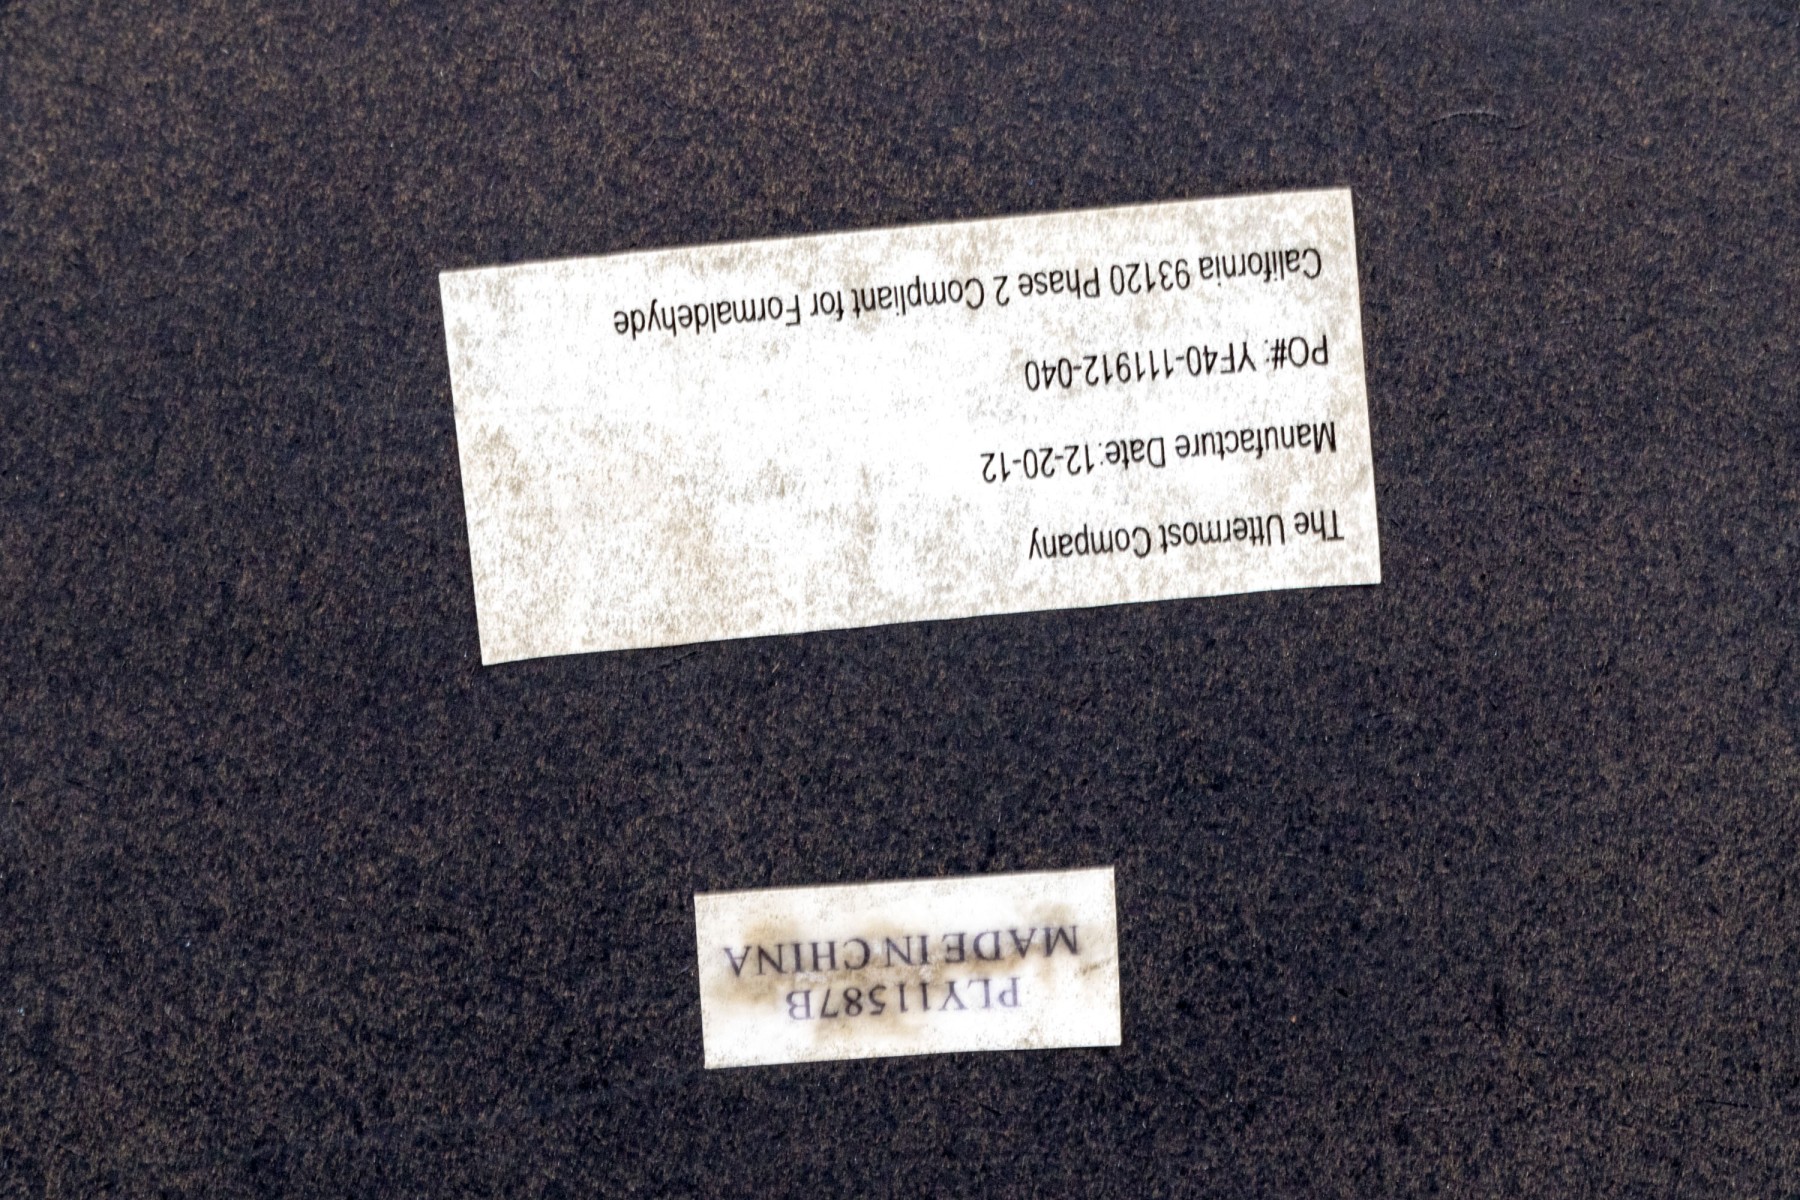 PLY11587B
MADE IN CHINA
The Uttermost Company
Manufacture Date:12-20-12
PO#: YF40-111912-040
California 93120 Phase 2 Compliant for Formaldehyde